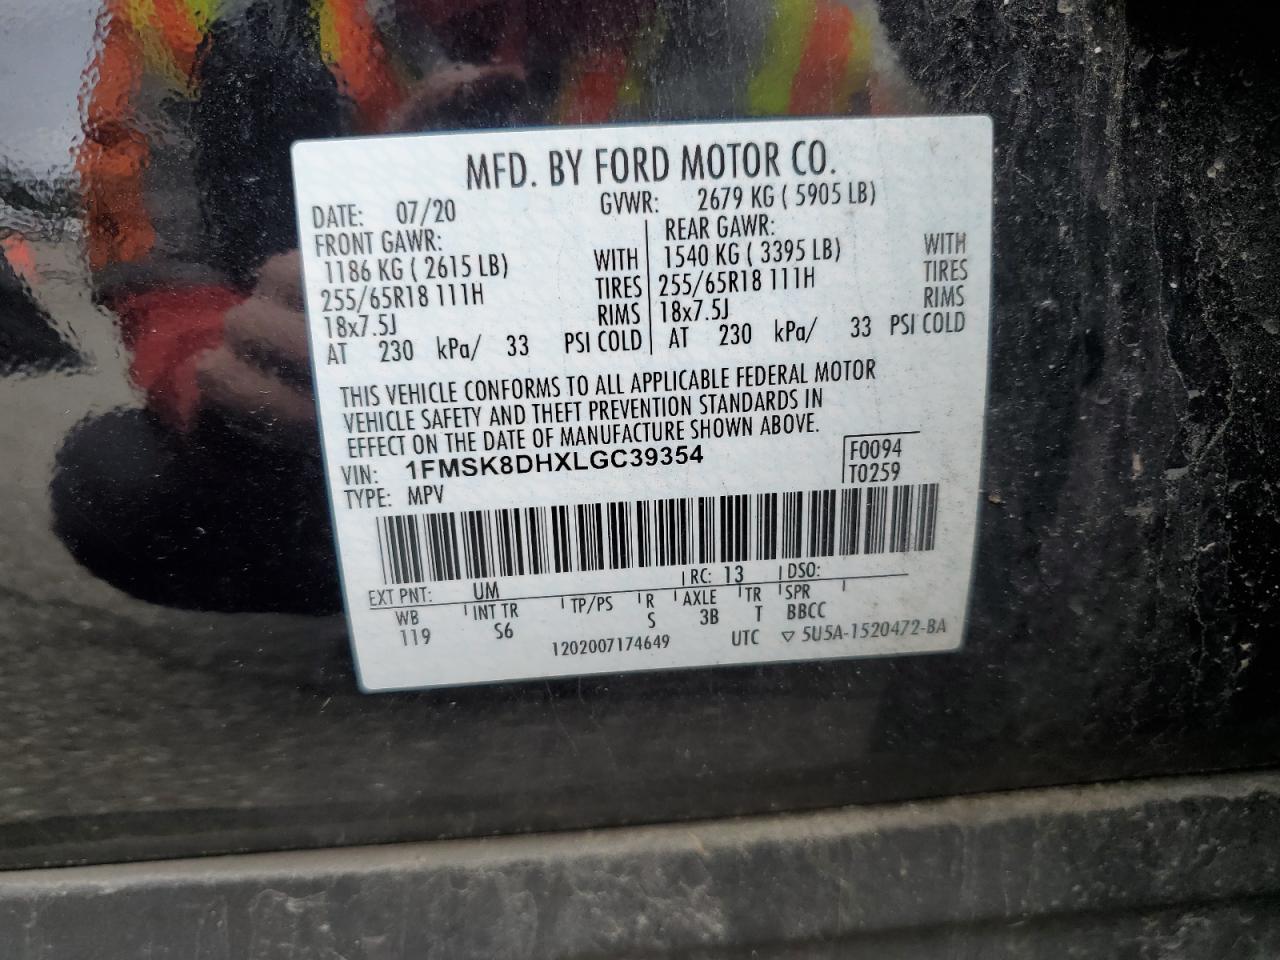 MFD. BY FORD MOTOR CO.
DATE: 07/20 GVWR: 2679 KG ( 5905 LB)
FRONT GAWR: REAR GAWR:
1186 KG ( 2615 LB) WITH 1540 KG ( 3395 LB) WITH
255/65R18 111H TIRES 255/65R18 111H TIRES
18x7.5J RIMS 18x7.5J RIMS
AT 230 kPa/ 33 PSI COLD AT 230 kPa/ 33 PSI COLD
THIS VEHICLE CONFORMS TO ALL APPLICABLE FEDERAL MOTOR
VEHICLE SAFETY AND THEFT PREVENTION STANDARDS IN
EFFECT ON THE DATE OF MANUFACTURE SHOWN ABOVE.
VIN: 1FMSK8DHXLGC39354 F0094
TYPE: MPV T0259
EXT PNT: UM RC: 13 DSO:
WB INT TR TP/PS R AXLE TR SPR
119 S6 S 3B T BBCC
1202007174649 UTC ▽ 5U5A-1520472-BA